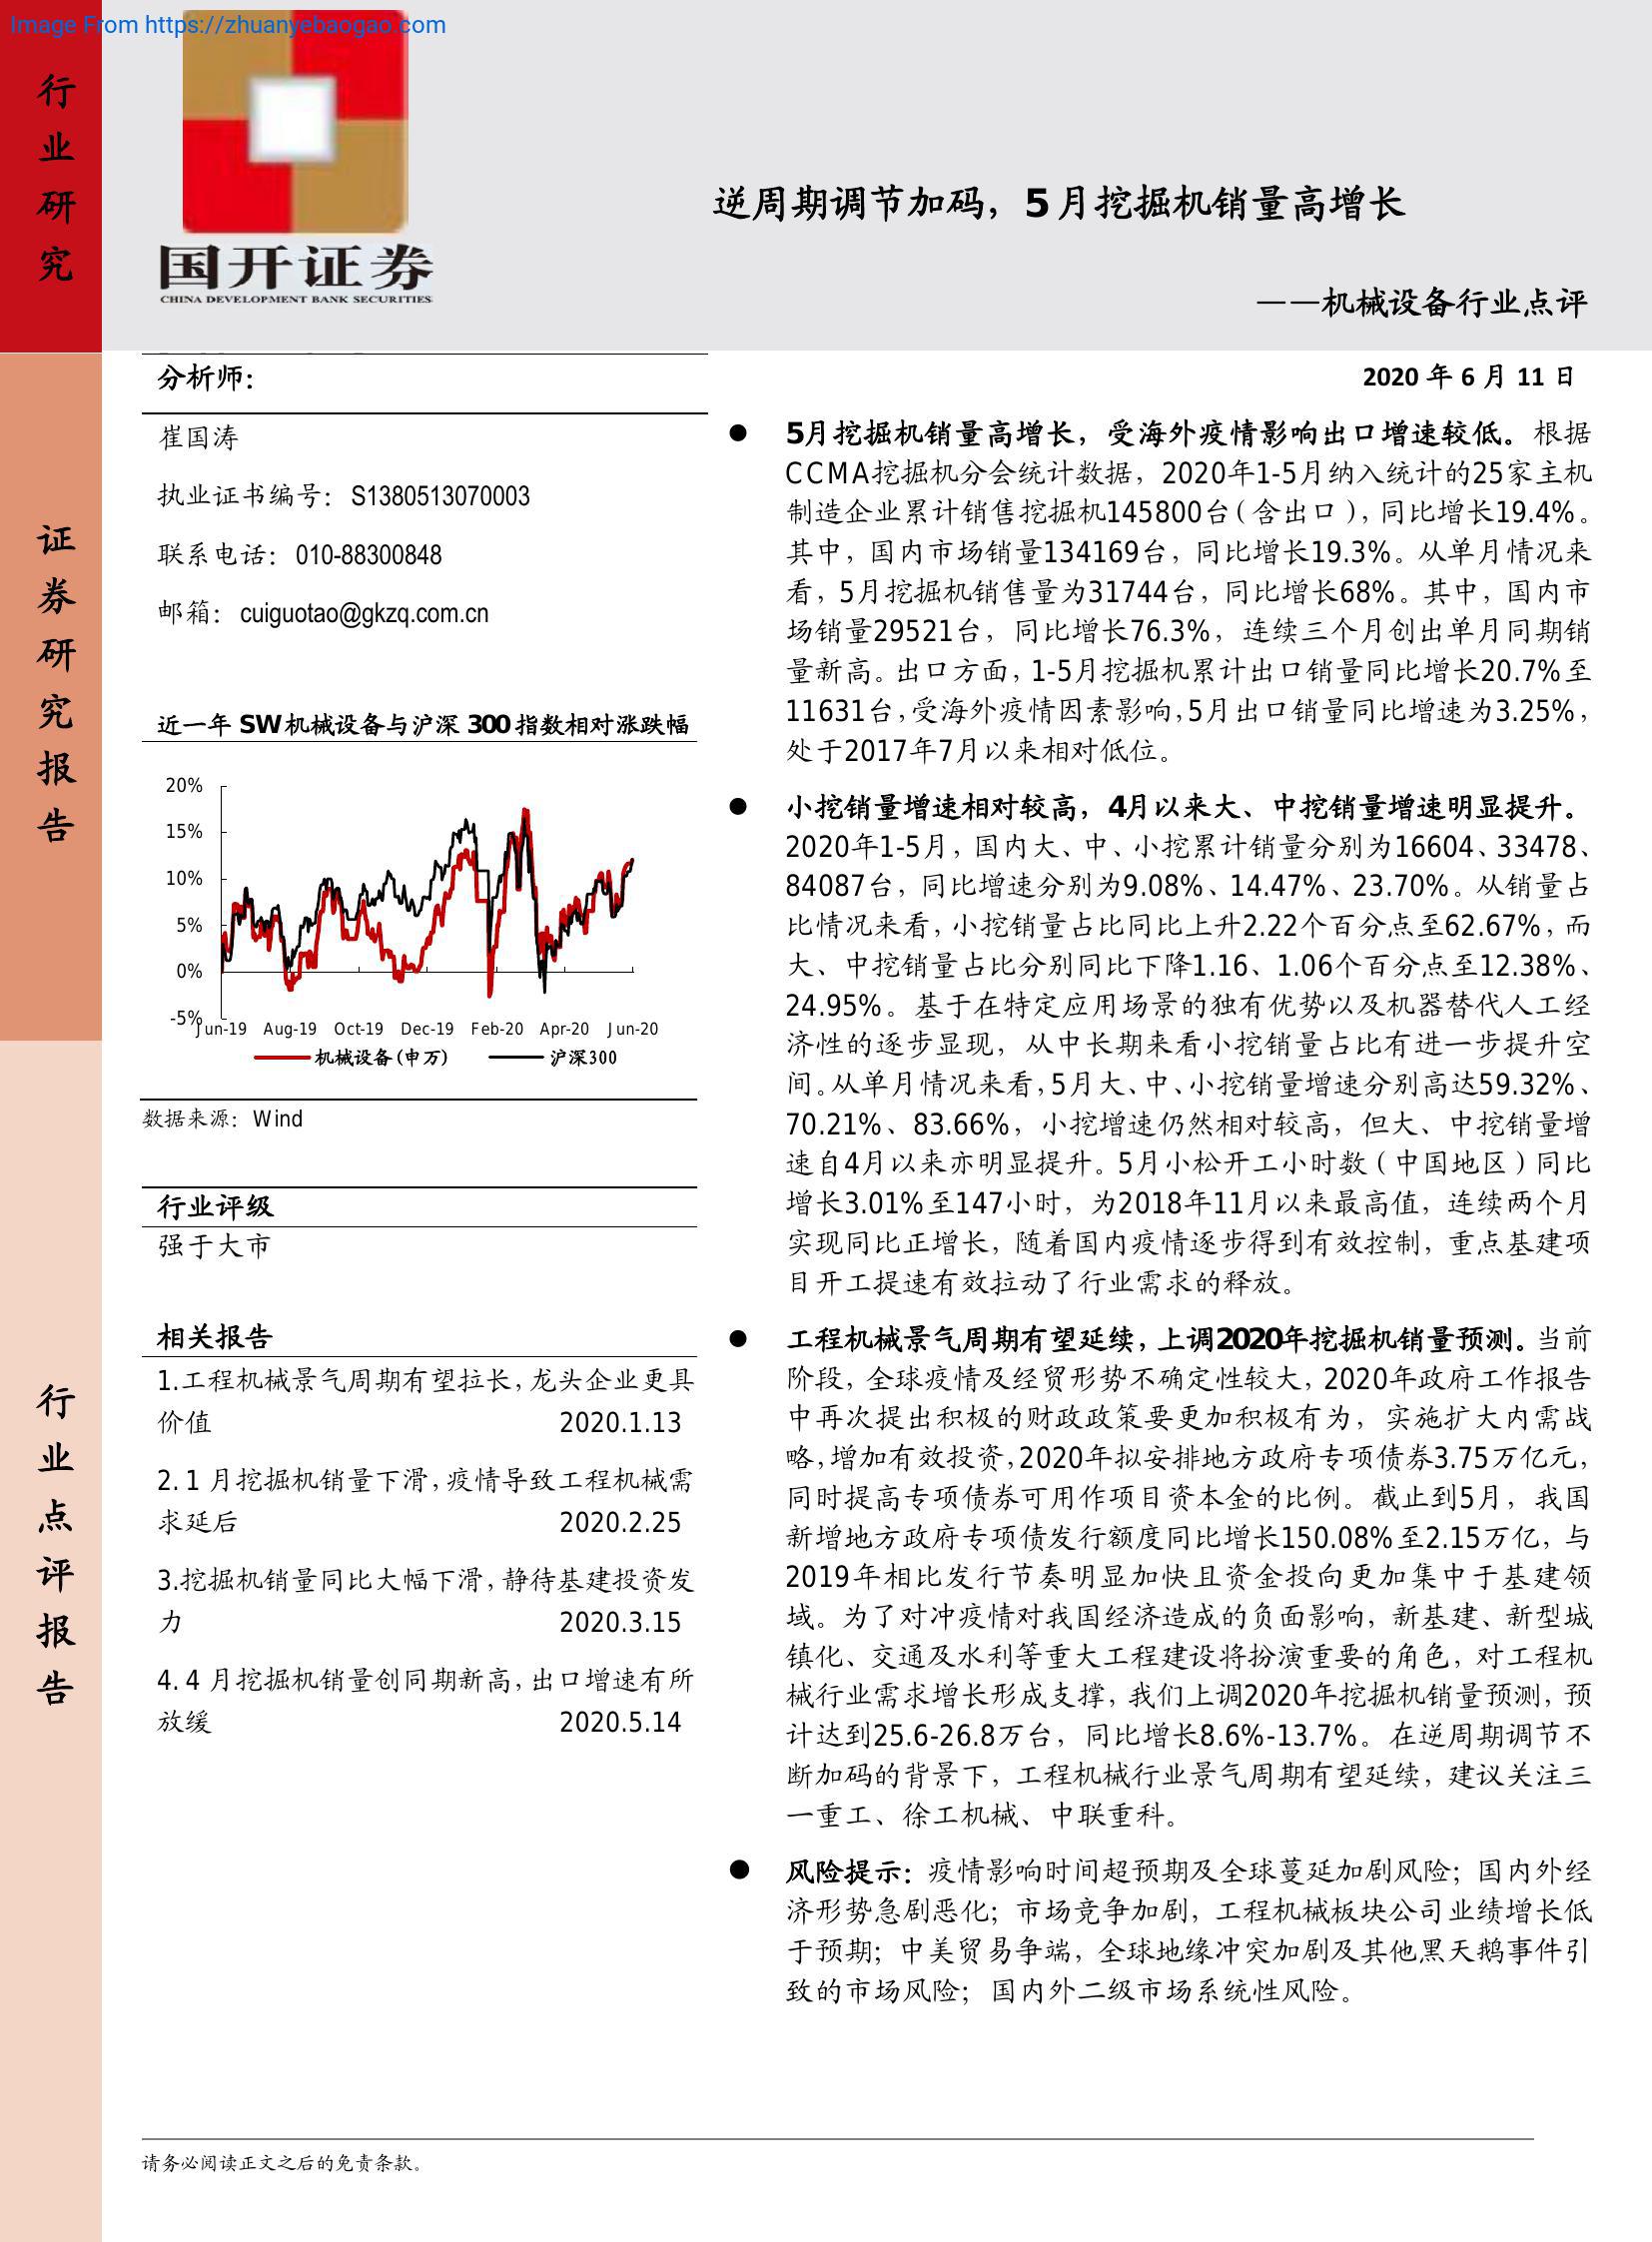 Image From https://zhuanyebaogao.com
行业研究
国开证券
CHINA DEVELOPMENT BANK SECURITIES
逆周期调节加码，5 月挖掘机销量高增长
——机械设备行业点评
证券研究报告
行业点评报告
分析师：
崔国涛
执业证书编号：S1380513070003
联系电话：010-88300848
邮箱：cuiguotao@gkzq.com.cn
近一年 SW 机械设备与沪深 300 指数相对涨跌幅
20%
15%
10%
5%
0%
-5%
Jun-19 Aug-19 Oct-19 Dec-19 Feb-20 Apr-20 Jun-20
机械设备(申万) 沪深300
数据来源：Wind
行业评级
强于大市
相关报告
1.工程机械景气周期有望拉长，龙头企业更具
价值 2020.1.13
2. 1 月挖掘机销量下滑，疫情导致工程机械需
求延后 2020.2.25
3.挖掘机销量同比大幅下滑，静待基建投资发
力 2020.3.15
4. 4 月挖掘机销量创同期新高，出口增速有所
放缓 2020.5.14
2020 年 6 月 11 日
● 5月挖掘机销量高增长，受海外疫情影响出口增速较低。根据
CCMA挖掘机分会统计数据，2020年1-5月纳入统计的25家主机
制造企业累计销售挖掘机145800台（含出口），同比增长19.4%。
其中，国内市场销量134169台，同比增长19.3%。从单月情况来
看，5月挖掘机销售量为31744台，同比增长68%。其中，国内市
场销量29521台，同比增长76.3%，连续三个月创出单月同期销
量新高。出口方面，1-5月挖掘机累计出口销量同比增长20.7%至
11631台，受海外疫情因素影响，5月出口销量同比增速为3.25%，
处于2017年7月以来相对低位。
● 小挖销量增速相对较高，4月以来大、中挖销量增速明显提升。
2020年1-5月，国内大、中、小挖累计销量分别为16604、33478、
84087台，同比增速分别为9.08%、14.47%、23.70%。从销量占
比情况来看，小挖销量占比同比上升2.22个百分点至62.67%，而
大、中挖销量占比分别同比下降1.16、1.06个百分点至12.38%、
24.95%。基于在特定应用场景的独有优势以及机器替代人工经
济性的逐步显现，从中长期来看小挖销量占比有进一步提升空
间。从单月情况来看，5月大、中、小挖销量增速分别高达59.32%、
70.21%、83.66%，小挖增速仍然相对较高，但大、中挖销量增
速自4月以来亦明显提升。5月小松开工小时数（中国地区）同比
增长3.01%至147小时，为2018年11月以来最高值，连续两个月
实现同比正增长，随着国内疫情逐步得到有效控制，重点基建项
目开工提速有效拉动了行业需求的释放。
● 工程机械景气周期有望延续，上调2020年挖掘机销量预测。当前
阶段，全球疫情及经贸形势不确定性较大，2020年政府工作报告
中再次提出积极的财政政策要更加积极有为，实施扩大内需战
略，增加有效投资，2020年拟安排地方政府专项债券3.75万亿元，
同时提高专项债券可用作项目资本金的比例。截止到5月，我国
新增地方政府专项债发行额度同比增长150.08%至2.15万亿，与
2019年相比发行节奏明显加快且资金投向更加集中于基建领
域。为了对冲疫情对我国经济造成的负面影响，新基建、新型城
镇化、交通及水利等重大工程建设将扮演重要的角色，对工程机
械行业需求增长形成支撑，我们上调2020年挖掘机销量预测，预
计达到25.6-26.8万台，同比增长8.6%-13.7%。在逆周期调节不
断加码的背景下，工程机械行业景气周期有望延续，建议关注三
一重工、徐工机械、中联重科。
● 风险提示：疫情影响时间超预期及全球蔓延加剧风险；国内外经
济形势急剧恶化；市场竞争加剧，工程机械板块公司业绩增长低
于预期；中美贸易争端，全球地缘冲突加剧及其他黑天鹅事件引
致的市场风险；国内外二级市场系统性风险。
请务必阅读正文之后的免责条款。